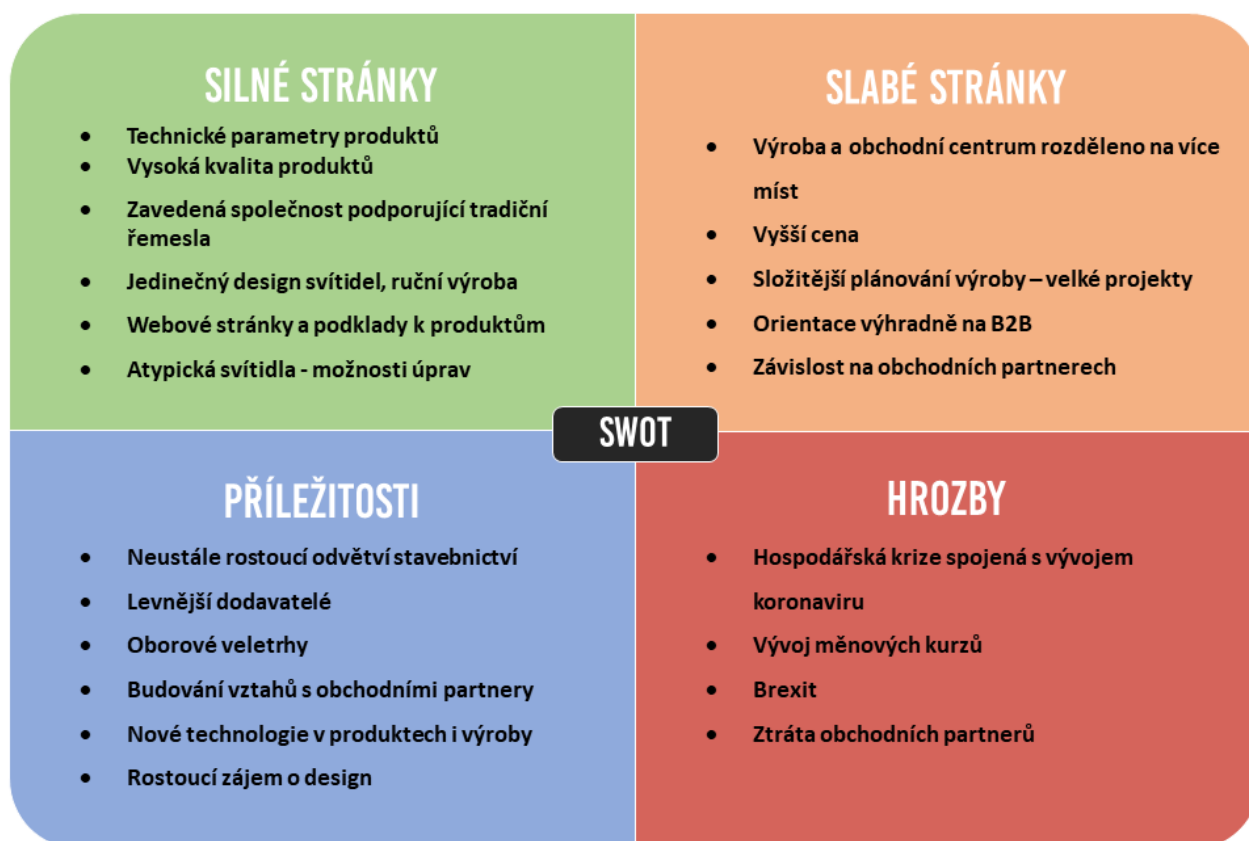 SILNÉ STRÁNKY
• Technické parametry produktů
• Vysoká kvalita produktů
• Zavedená společnost podporující tradiční
řemesla
• Jedinečný design svítidel, ruční výroba
• Webové stránky a podklady k produktům
• Atypická svítidla - možnosti úprav
SLABÉ STRÁNKY
• Výroba a obchodní centrum rozděleno na více
míst
• Vyšší cena
• Složitější plánování výroby – velké projekty
• Orientace výhradně na B2B
• Závislost na obchodních partnerech
SWOT
PŘÍLEŽITOSTI
• Neustále rostoucí odvětví stavebnictví
• Levnější dodavatelé
• Oborové veletrhy
• Budování vztahů s obchodními partnery
• Nové technologie v produktech i výroby
• Rostoucí zájem o design
HROZBY
• Hospodářská krize spojená s vývojem
koronaviru
• Vývoj měnových kurzů
• Brexit
• Ztráta obchodních partnerů